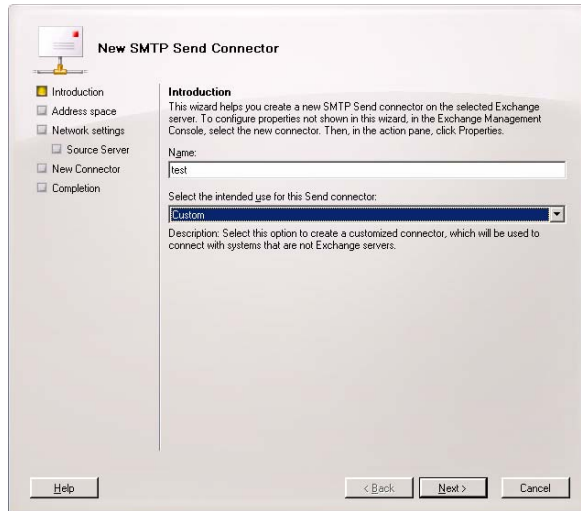 New SMTP Send Connector
Introduction
Address space
Network settings
Source Server
New Connector
Completion
Introduction
This wizard helps you create a new SMTP Send connector on the selected Exchange
server. To configure properties not shown in this wizard, in the Exchange Management
Console, select the new connector. Then, in the action pane, click Properties.
Name:
test
Select the intended use for this Send connector:
Custom
Description: Select this option to create a customized connector, which will be used to
connect with systems that are not Exchange servers.
Help
< Back
Next >
Cancel